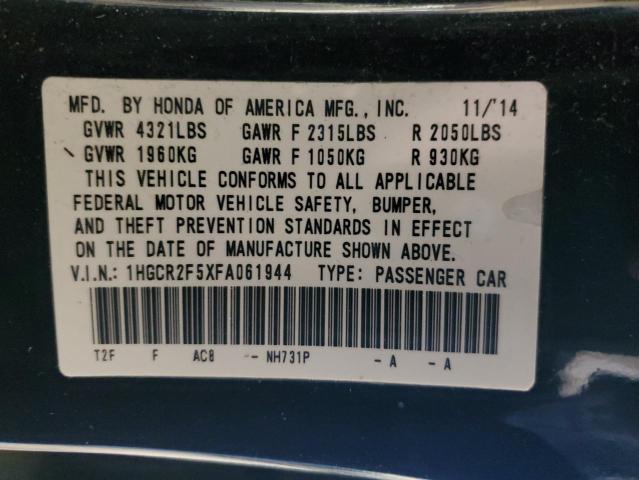 MFD. BY HONDA OF AMERICA MFG., INC. 11/'14
GVWR 4321LBS GAWR F 2315LBS R 2050LBS
GVWR 1960KG GAWR F 1050KG R 930KG
THIS VEHICLE CONFORMS TO ALL APPLICABLE
FEDERAL MOTOR VEHICLE SAFETY, BUMPER,
AND THEFT PREVENTION STANDARDS IN EFFECT
ON THE DATE OF MANUFACTURE SHOWN ABOVE.
V.I.N.: 1HGCR2F5XFA061944 TYPE: PASSENGER CAR
T2F F AC8 -- NH731P - A - A